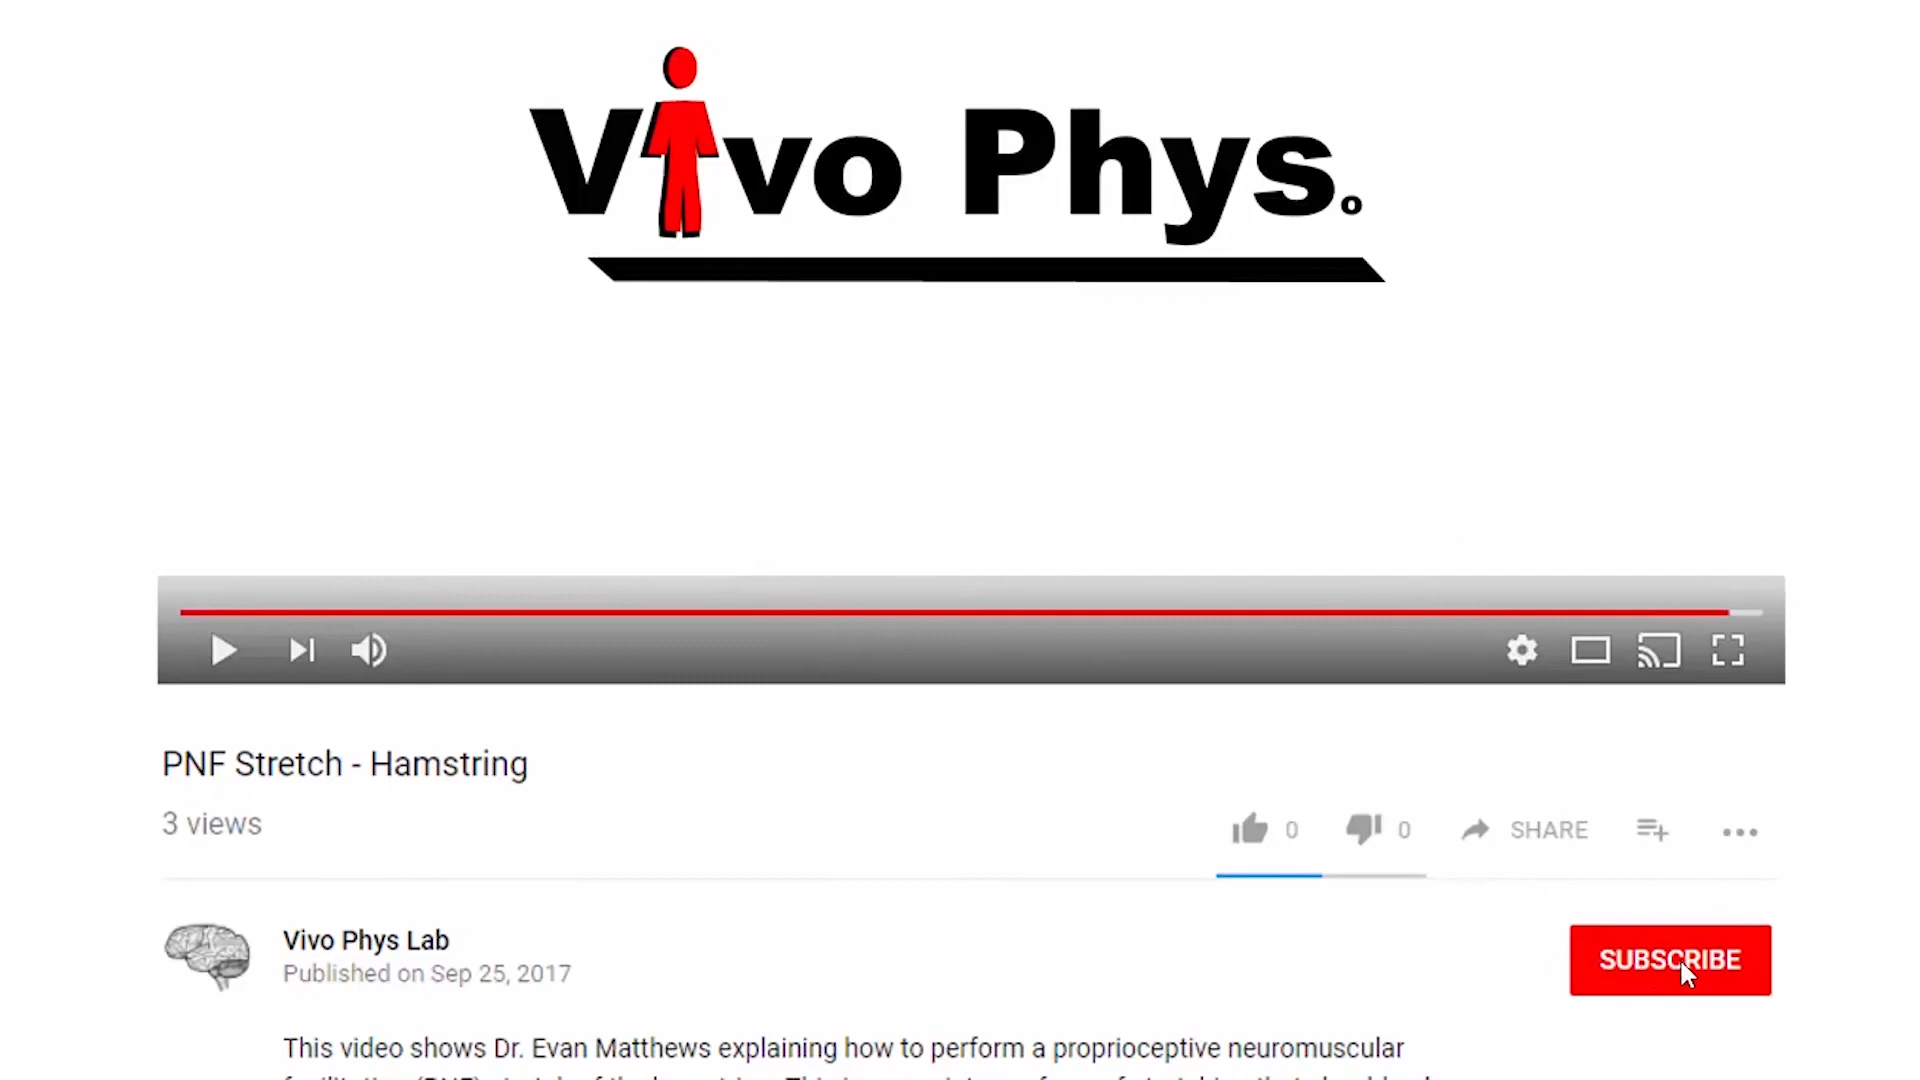 Vivo Phys.
PNF Stretch - Hamstring
3 views
0 0 SHARE
Vivo Phys Lab
Published on Sep 25, 2017
SUBSCRIBE
This video shows Dr. Evan Matthews explaining how to perform a proprioceptive neuromuscular